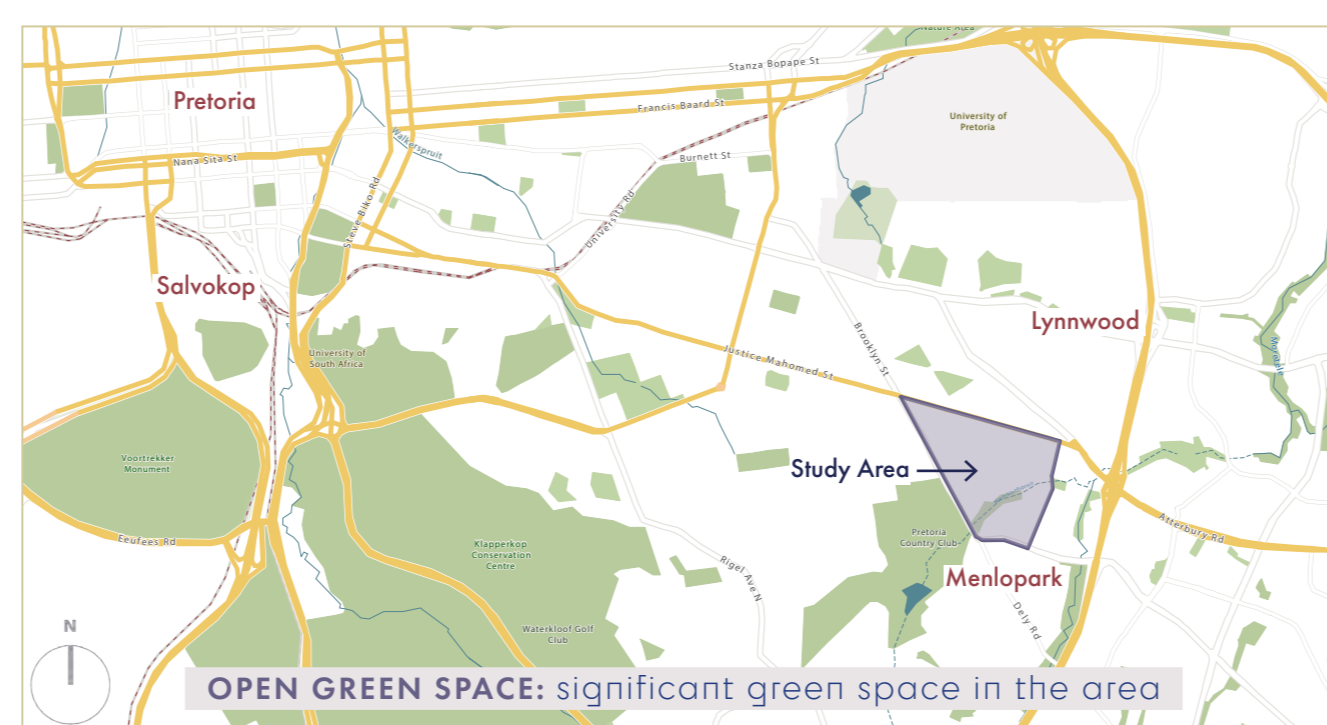 Nature Area
Stanza Bopape St
Pretoria
Francis Baard St
University of
Pretoria
Walkerspruit
Nana Sita St
Burnett St
Steve Biko Rd
University Rd
Salvokop
Lynnwood
Brooklyn St
Moretele
University of
South Africa
Justice Mahomed St
Voortrekker
Monument
Study Area
Pretoria
Country Club
Atterbury Rd
Eeufees Rd
Klapperkop
Conservation
Centre
Rigel Ave N
Menlopark
Dely Rd
Waterkloof Golf
Club
N
OPEN GREEN SPACE: significant green space in the area